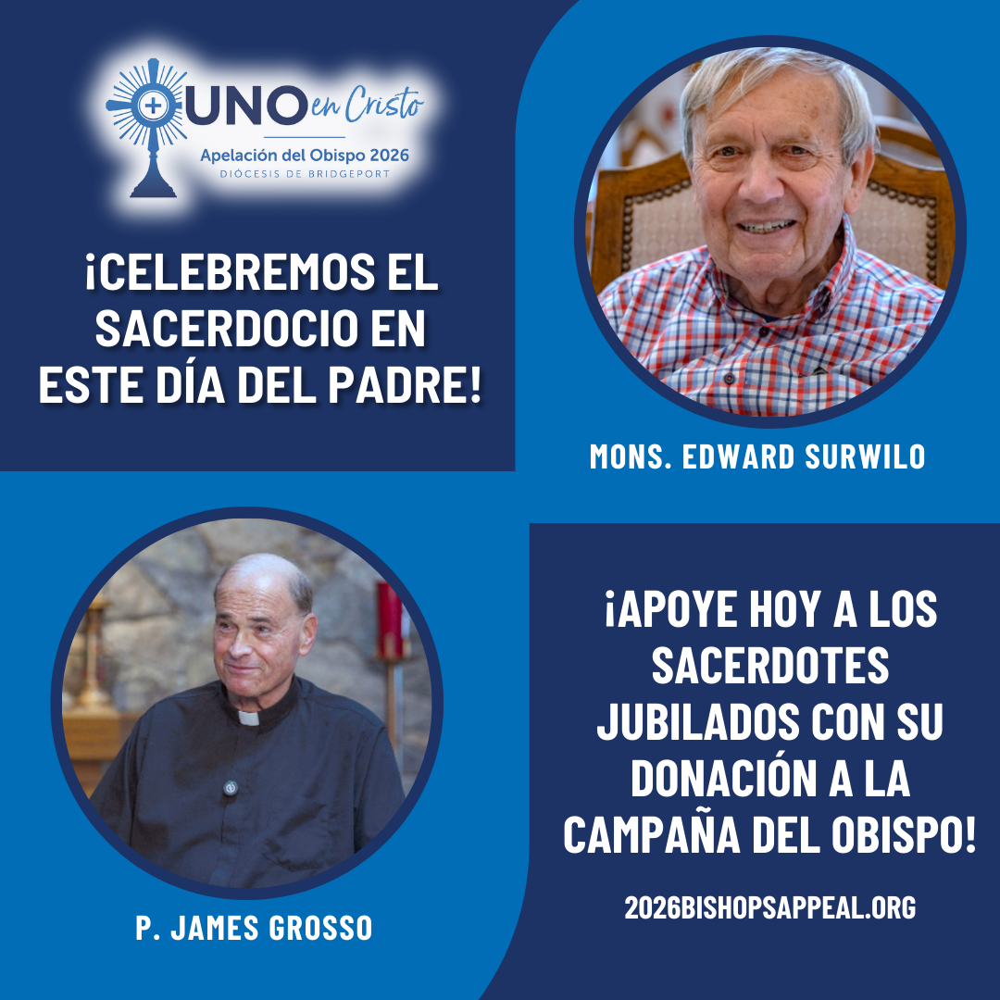 UNO en Cristo
Apelación del Obispo 2026
DIÓCESIS DE BRIDGEPORT
¡CELEBREMOS EL
SACERDOCIO EN
ESTE DÍA DEL PADRE!
MONS. EDWARD SURWILO
P. JAMES GROSSO
¡APOYE HOY A LOS
SACERDOTES
JUBILADOS CON SU
DONACIÓN A LA
CAMPAÑA DEL OBISPO!
2026BISHOPSAPPEAL.ORG